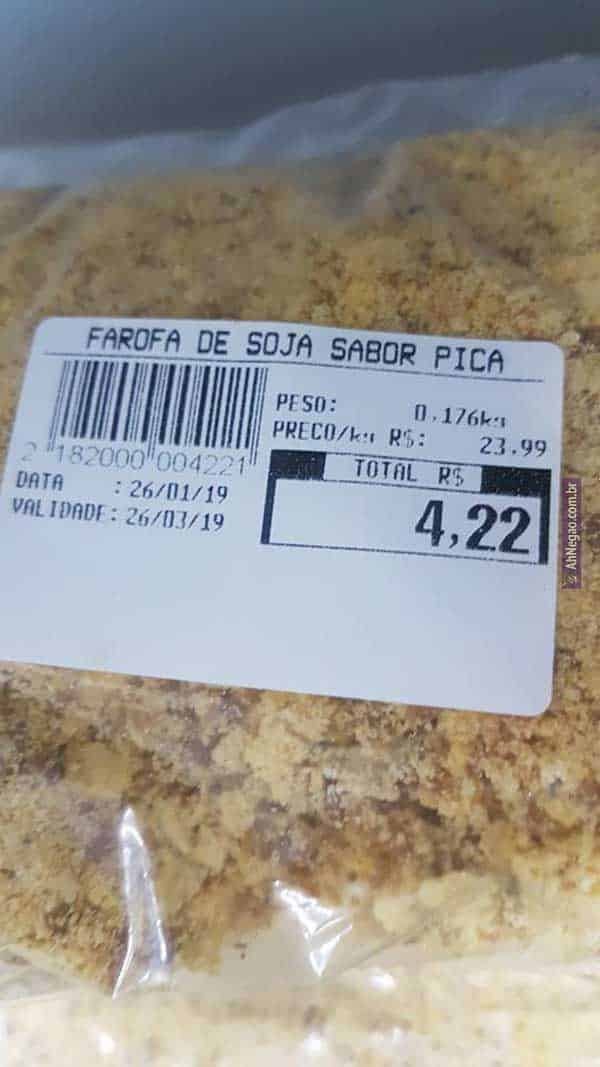 FAROFA DE SOJA SABOR PICA
PESO: 0.176kg
PRECO/kg R$: 23.99
2 182000 004221
TOTAL R$
4,22
DATA : 26/01/19
VALIDADE: 26/03/19
AhNegao.com.br